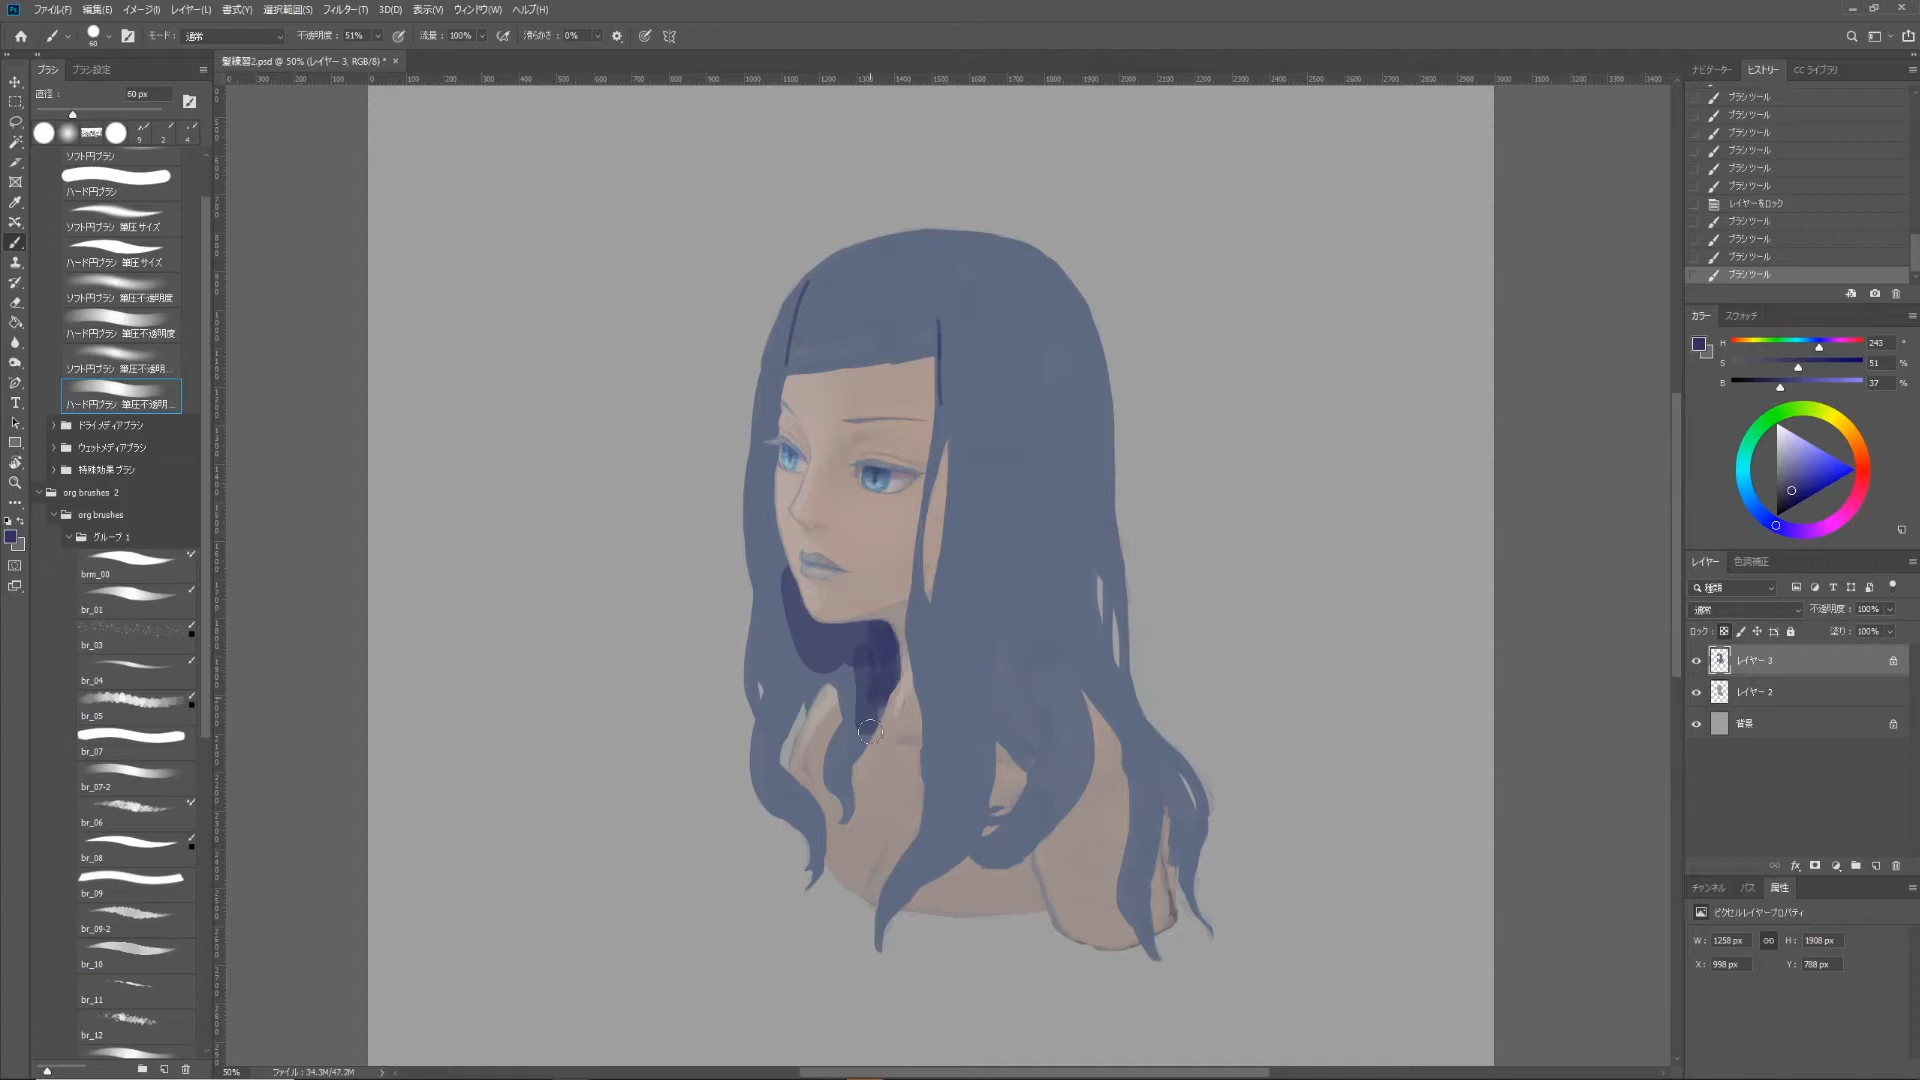 ファイル(F) 編集(E) イメージ(I) レイヤー(L) 書式(Y) 選択範囲(S) フィルター(T) 3D(D) 表示(V) ウィンドウ(W) ヘルプ(H)
60 モード: 通常 不透明度: 51% 流量: 100% 滑らかさ: 0%
髪練習2.psd @ 50% (レイヤー 3, RGB/8) *
ブラシ ブラシ設定
直径: 60 px
9 2 4
ソフト円ブラシ
ハード円ブラシ
ソフト円ブラシ 筆圧サイズ
ハード円ブラシ 筆圧サイズ
ソフト円ブラシ 筆圧不透明度
ハード円ブラシ 筆圧不透明度
ソフト円ブラシ 筆圧不透明...
ハード円ブラシ 筆圧不透明...
ドライメディアブラシ
ウェットメディアブラシ
特殊効果ブラシ
org brushes 2
org brushes
グループ 1
brm_00
br_01
br_03
br_04
br_05
br_07
br_07-2
br_06
br_08
br_09
br_09-2
br_10
br_11
br_12
50% ファイル : 34.3M/47.2M
ナビゲーター ヒストリー CC ライブラリ
ブラシツール
ブラシツール
ブラシツール
ブラシツール
ブラシツール
ブラシツール
レイヤーをロック
ブラシツール
ブラシツール
ブラシツール
ブラシツール
カラー スウォッチ
H 243 °
S 51 %
B 37 %
レイヤー 色調補正
種類
通常 不透明度: 100%
ロック: 塗り: 100%
レイヤー 3
レイヤー 2
背景
チャンネル パス 属性
ピクセルレイヤープロパティ
W: 1258 px H: 1908 px
X: 998 px Y: 788 px